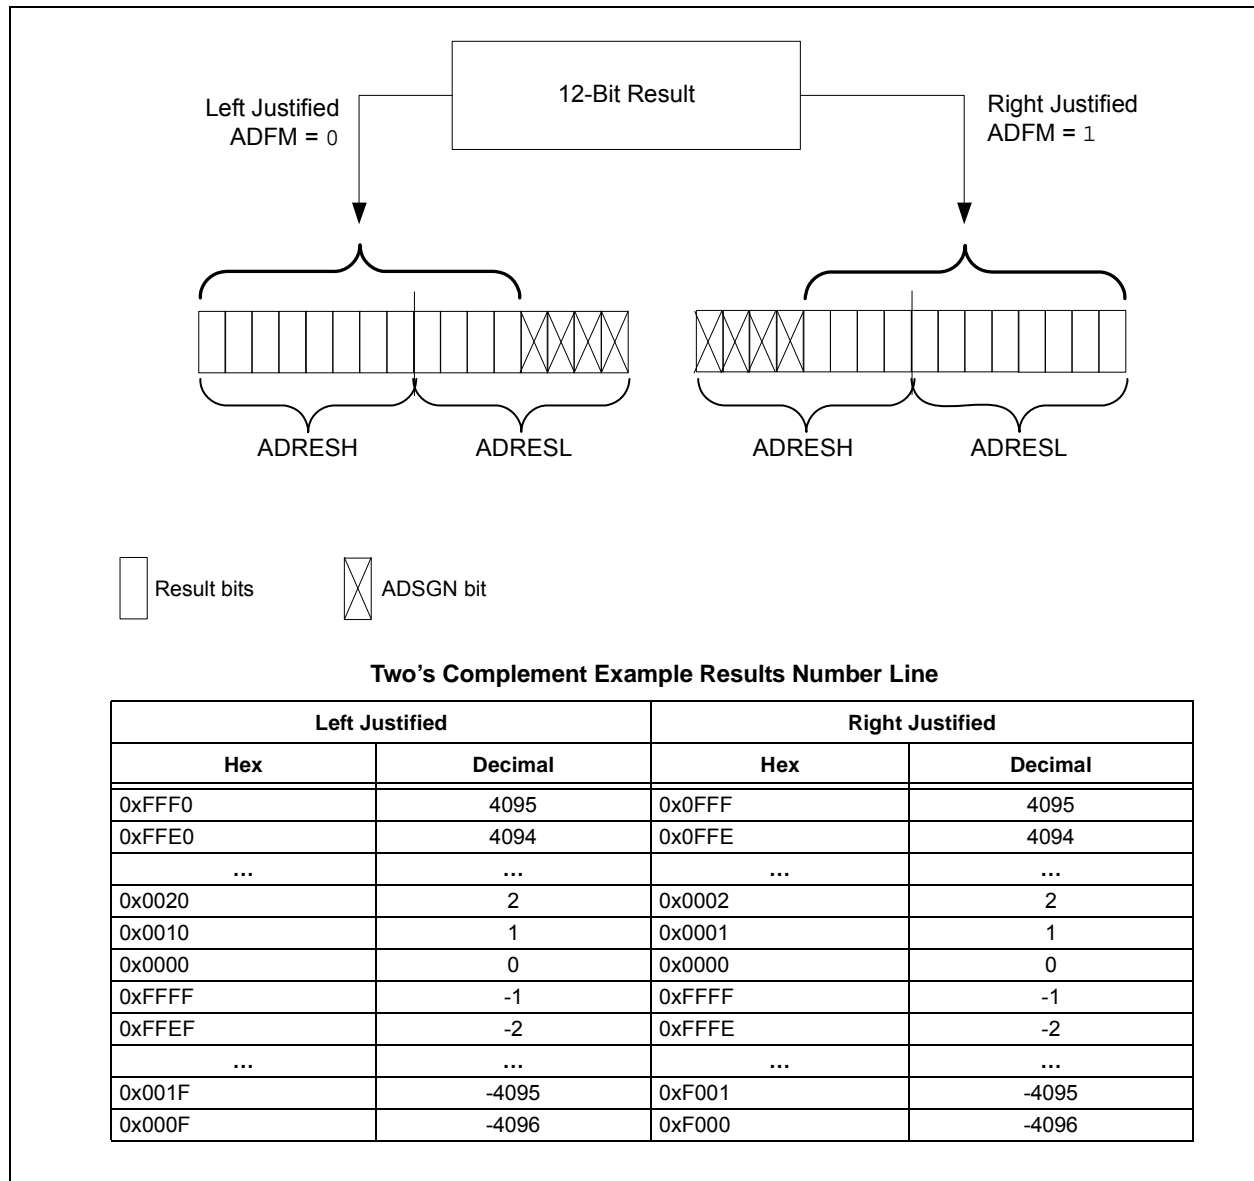 12-Bit Result
Left Justified
ADFM = 0
Right Justified
ADFM = 1
ADRESH ADRESL ADRESH ADRESL
Result bits ADSGN bit
Two's Complement Example Results Number Line
Left Justified Right Justified
Hex Decimal Hex Decimal
0xFFF0 4095 0x0FFF 4095
0xFFE0 4094 0x0FFE 4094
... ... ... ...
0x0020 2 0x0002 2
0x0010 1 0x0001 1
0x0000 0 0x0000 0
0xFFFF -1 0xFFFF -1
0xFFEF -2 0xFFFE -2
... ... ... ...
0x001F -4095 0xF001 -4095
0x000F -4096 0xF000 -4096